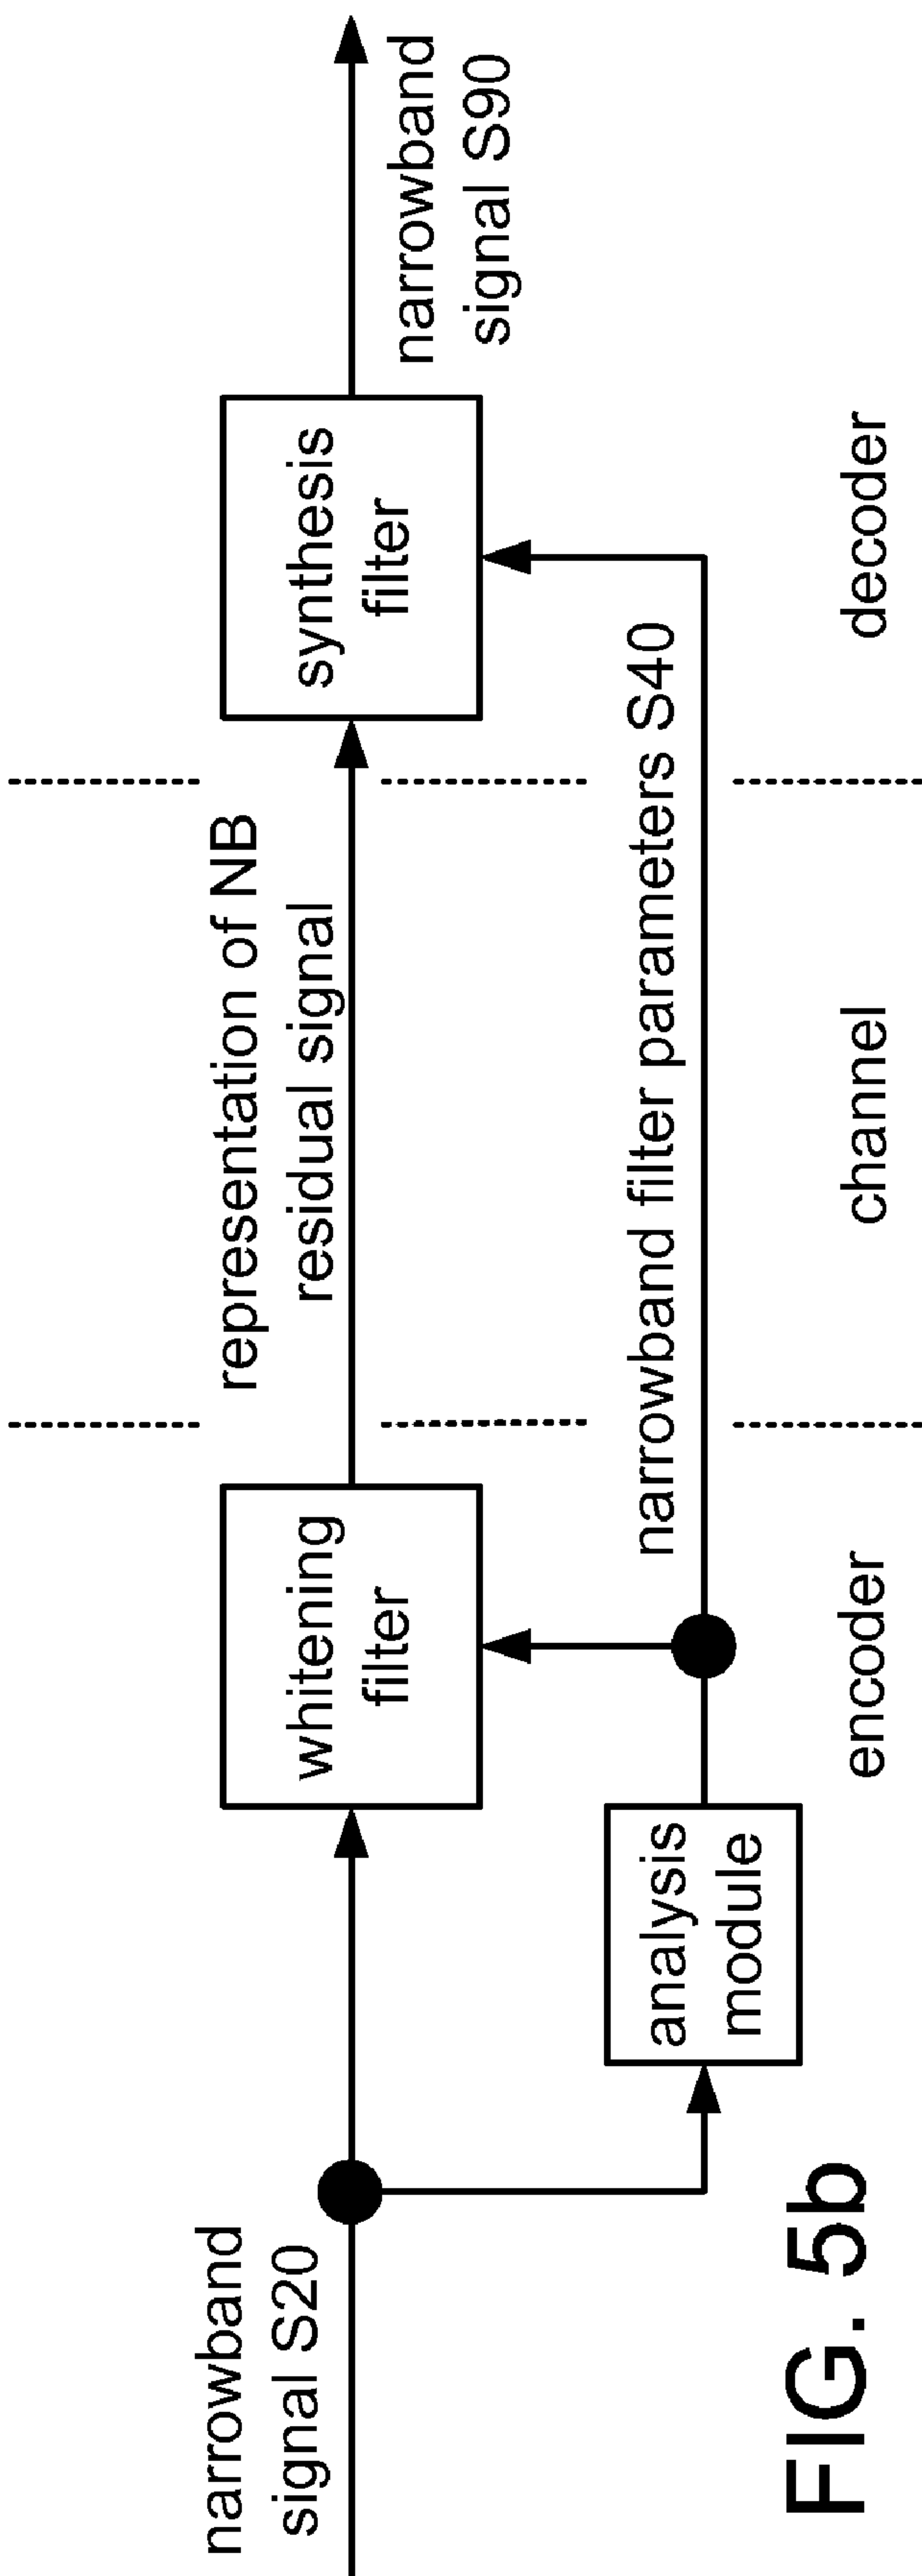 narrowband
signal S20
whitening
filter
representation of NB
residual signal
synthesis
filter
narrowband
signal S90
analysis
module
narrowband filter parameters S40
encoder
channel
decoder
FIG. 5b